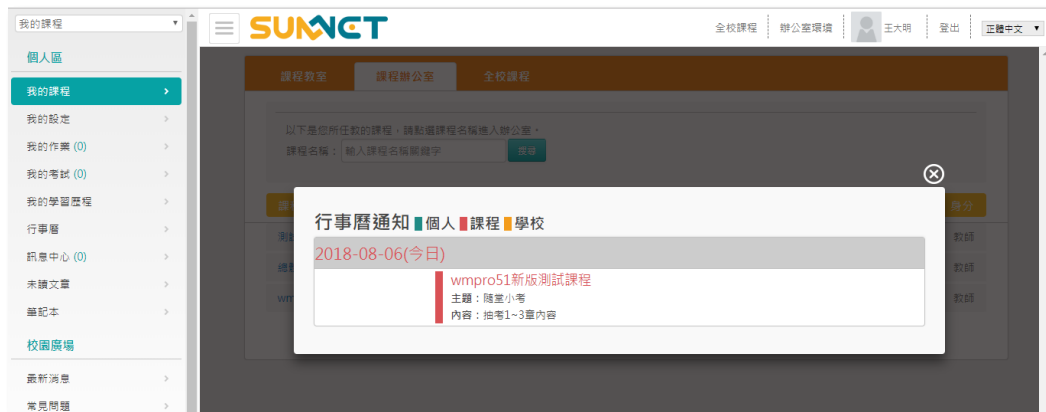 我的課程
SUNNET
全校課程
辦公室環境
王大明
登出
正體中文
個人區
我的課程
我的設定
我的作業 (0)
我的考試 (0)
我的學習歷程
行事曆
訊息中心 (0)
未讀文章
筆記本
校園廣場
最新消息
常見問題
課程教室
課程辦公室
全校課程
以下是您所任教的課程，請點選課程名稱進入辦公室。
課程名稱：
輸入課程名稱關鍵字
搜尋
身分
教師
教師
wm
教師
行事曆通知 個人 課程 學校
2018-08-06(今日)
wmpro51新版測試課程
主題：隨堂小考
內容：抽考1~3章內容